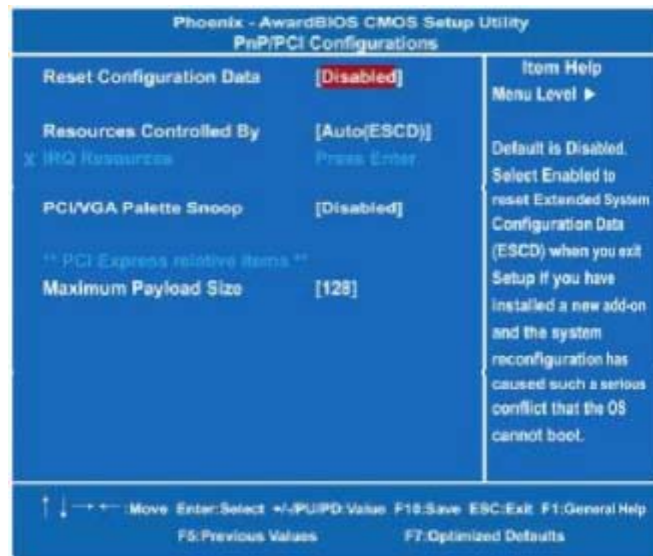 Phoenix - AwardBIOS CMOS Setup Utility
PnP/PCI Configurations
Reset Configuration Data [Disabled]
Resources Controlled By [Auto(ESCD)]
X IRQ Resources Press Enter
PCI/VGA Palette Snoop [Disabled]
** PCI Express relative items **
Maximum Payload Size [128]
Item Help
Menu Level ▶
Default is Disabled.
Select Enabled to
reset Extended System
Configuration Data
(ESCD) when you exit
Setup if you have
installed a new add-on
and the system
reconfiguration has
caused such a serious
conflict that the OS
cannot boot.
↑ ↓ → ← :Move Enter:Select +/-/PU/PD:Value F10:Save ESC:Exit F1:General Help
F5:Previous Values F7:Optimized Defaults